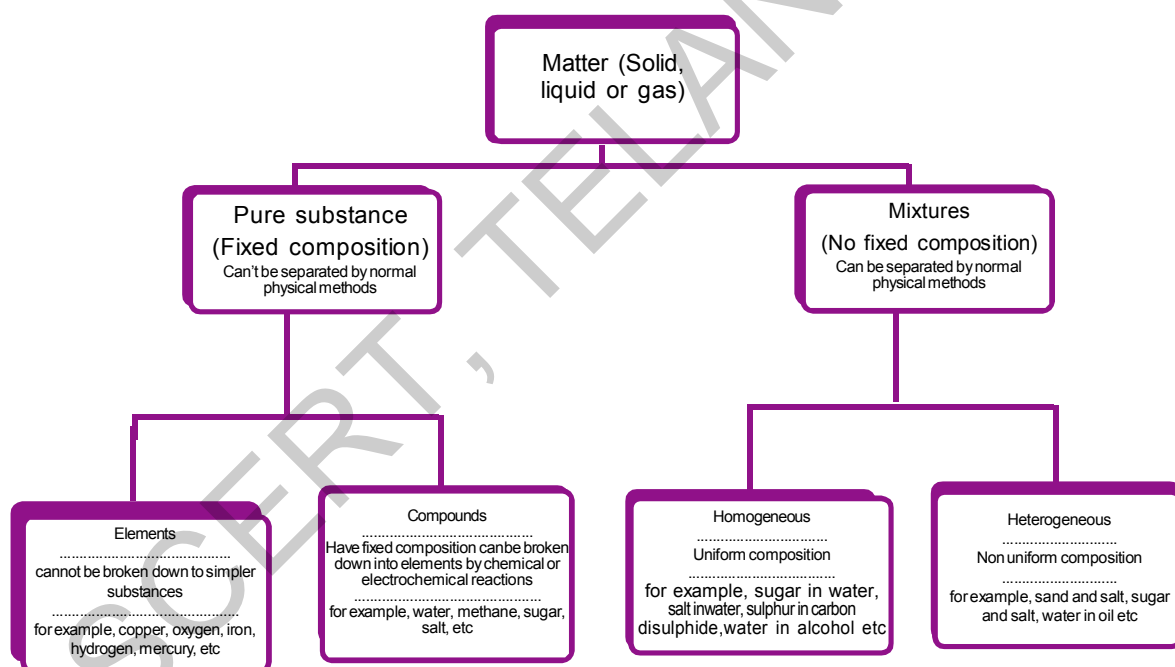 Matter (Solid,
liquid or gas)
Pure substance
(Fixed composition)
Can't be separated by normal
physical methods
Mixtures
(No fixed composition)
Can be separated by normal
physical methods
Elements
................................................
cannot be broken down to simpler
substances
................................................
for example, copper, oxygen, iron,
hydrogen, mercury, etc
Compounds
................................................
Have fixed composition canbe broken
down into elements by chemical or
electrochemical reactions
................................................
for example, water, methane, sugar,
salt, etc
Homogeneous
.....................................
Uniform composition
.........................................
for example, sugar in water,
salt inwater, sulphur in carbon
disulphide,water in alcohol etc
Heterogeneous
................................
Non uniform composition
................................
for example, sand and salt, sugar
and salt, water in oil etc
SCERT, TELAN